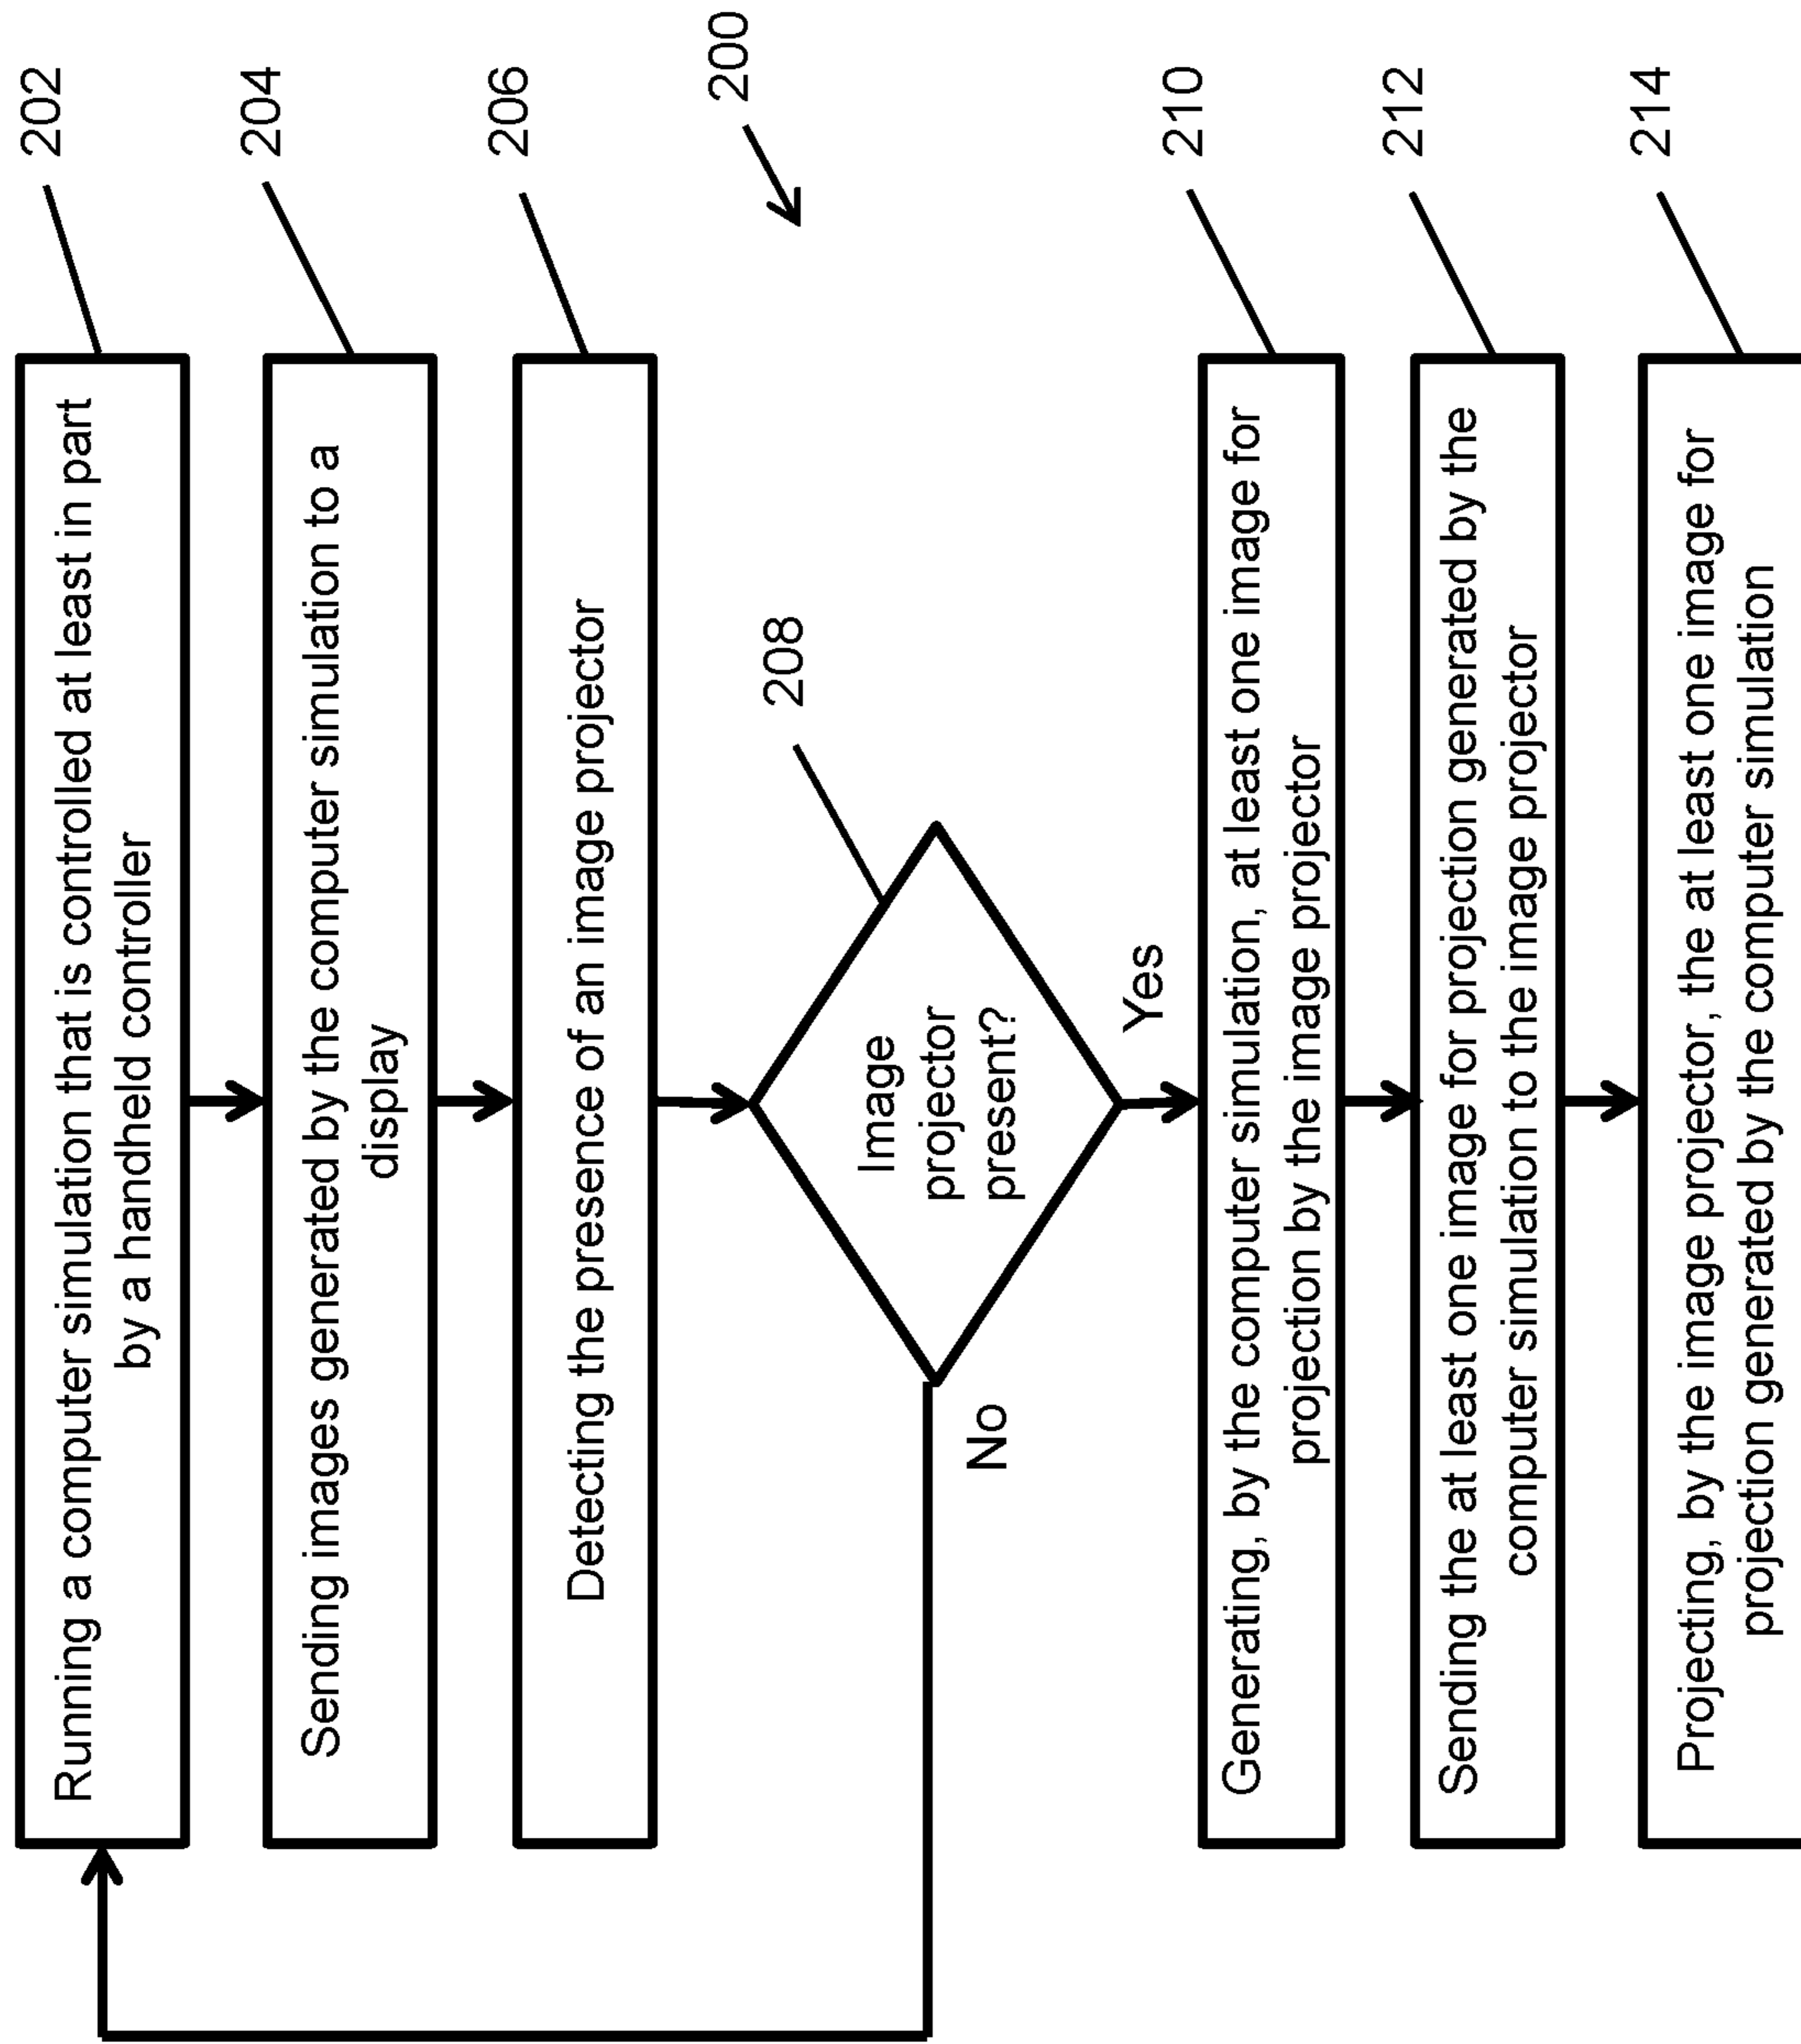 202
Running a computer simulation that is controlled at least in part
by a handheld controller
204
Sending images generated by the computer simulation to a
display
206
Detecting the presence of an image projector
200
208
Image
projector
present?
No
Yes
210
Generating, by the computer simulation, at least one image for
projection by the image projector
212
Sending the at least one image for projection generated by the
computer simulation to the image projector
214
Projecting, by the image projector, the at least one image for
projection generated by the computer simulation